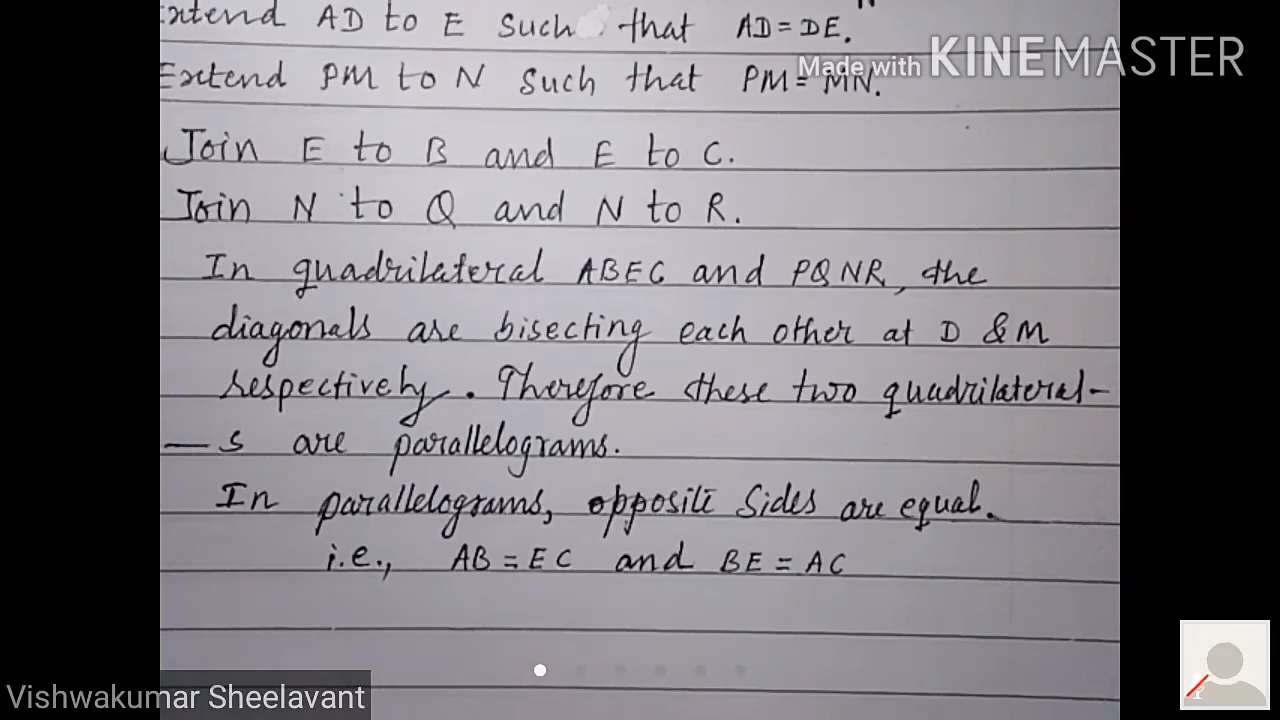 Extend AD to E Such that AD = DE.
Made with KINEMASTER
Extend PM to N Such that PM = MN.
Join E to B and E to C.
Join N to Q and N to R.
In quadrilateral ABEC and PQNR, the
diagonals are bisecting each other at D & M
respectively. Therefore these two quadrilateral-
— s are parallelograms.
In parallelograms, opposite Sides are equal.
i.e., AB = EC and BE = AC
Vishwakumar Sheelavant